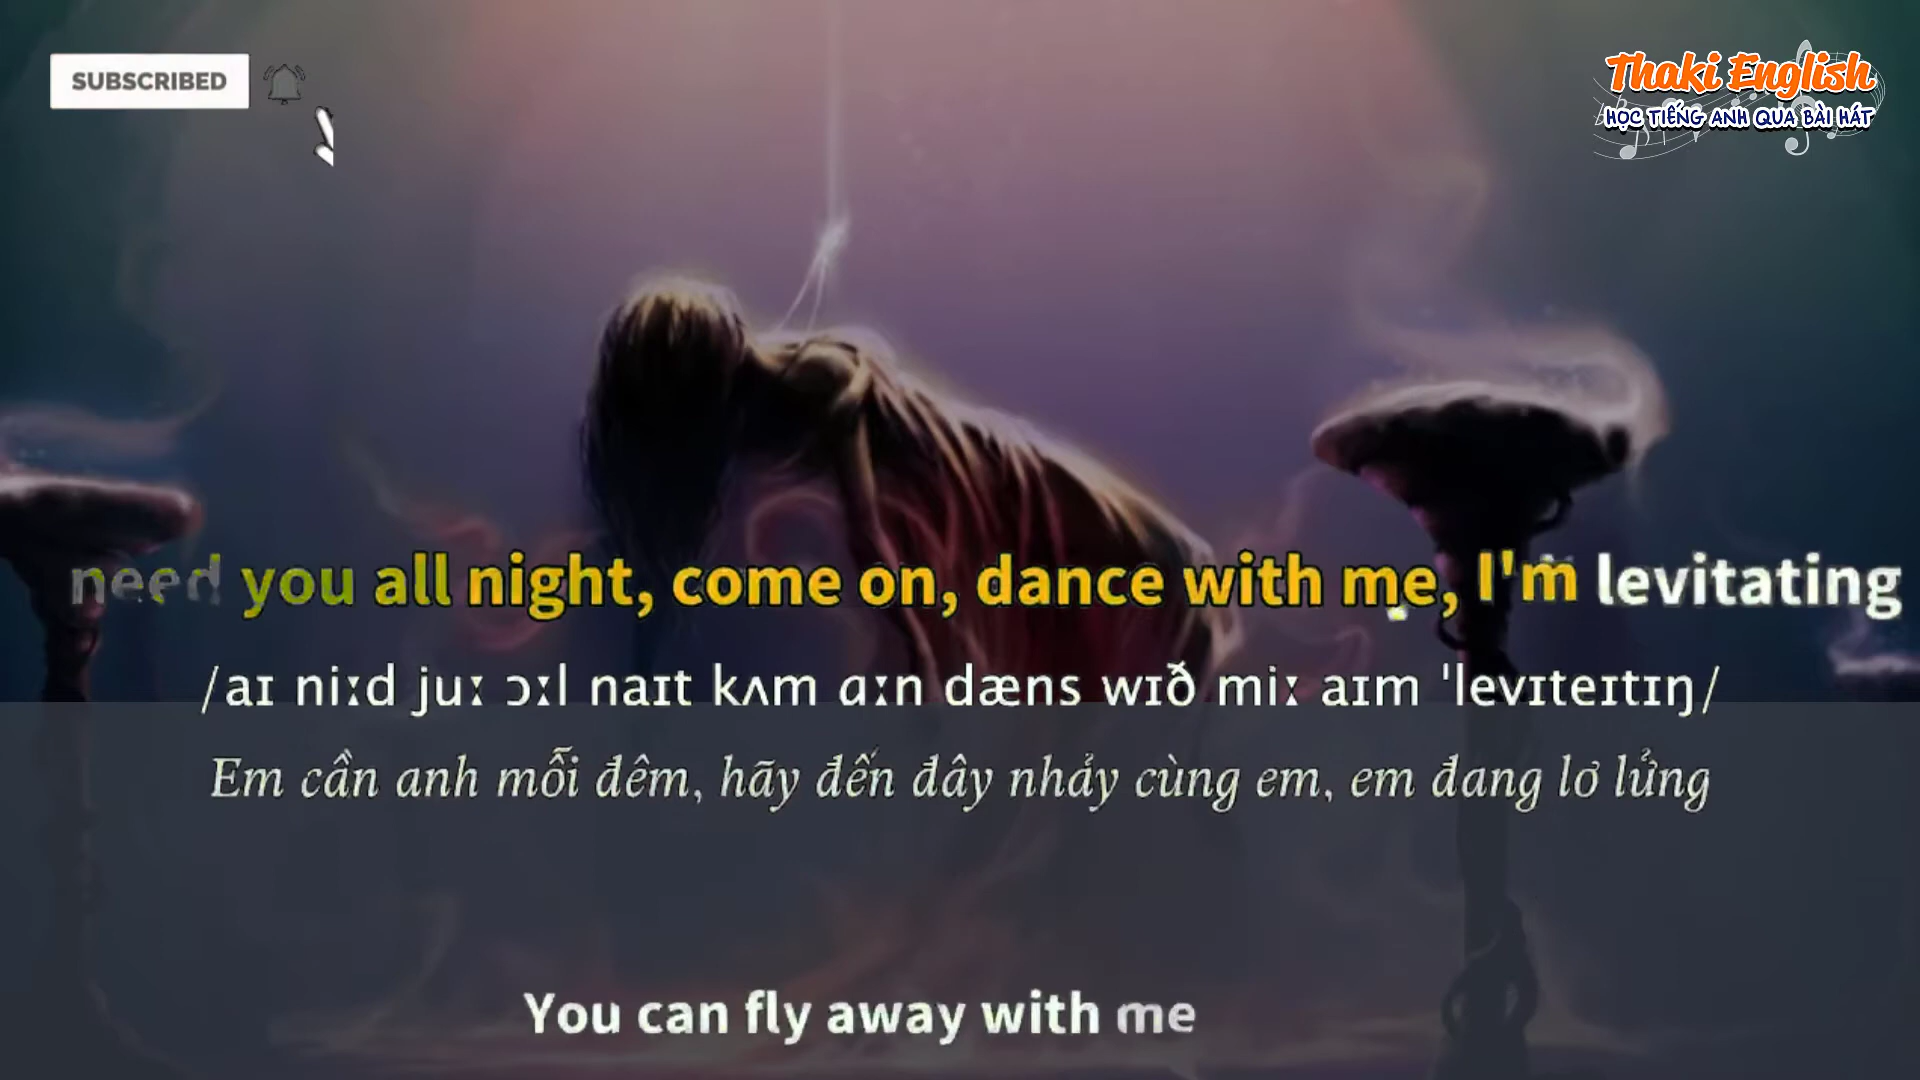 SUBSCRIBED
Thaki English
HỌC TIẾNG ANH QUA BÀI HÁT
need you all night, come on, dance with me, I'm levitating
/aɪ niːd juː ɔːl naɪt kʌm ɑːn dæns wɪð miː aɪm ˈlevɪteɪtɪŋ/
Em cần anh mỗi đêm, hãy đến đây nhảy cùng em, em đang lơ lửng
You can fly away with me